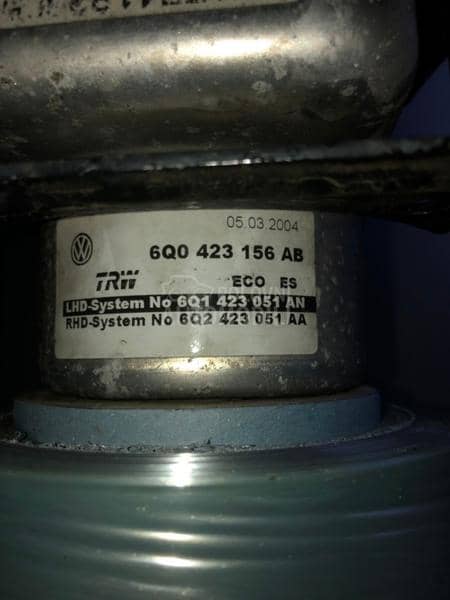 05.03.2004
6Q0 423 156 AB
TRW ECO ES
LHD-System No 6Q1 423 051 AN
RHD-System No 6Q2 423 051 AA